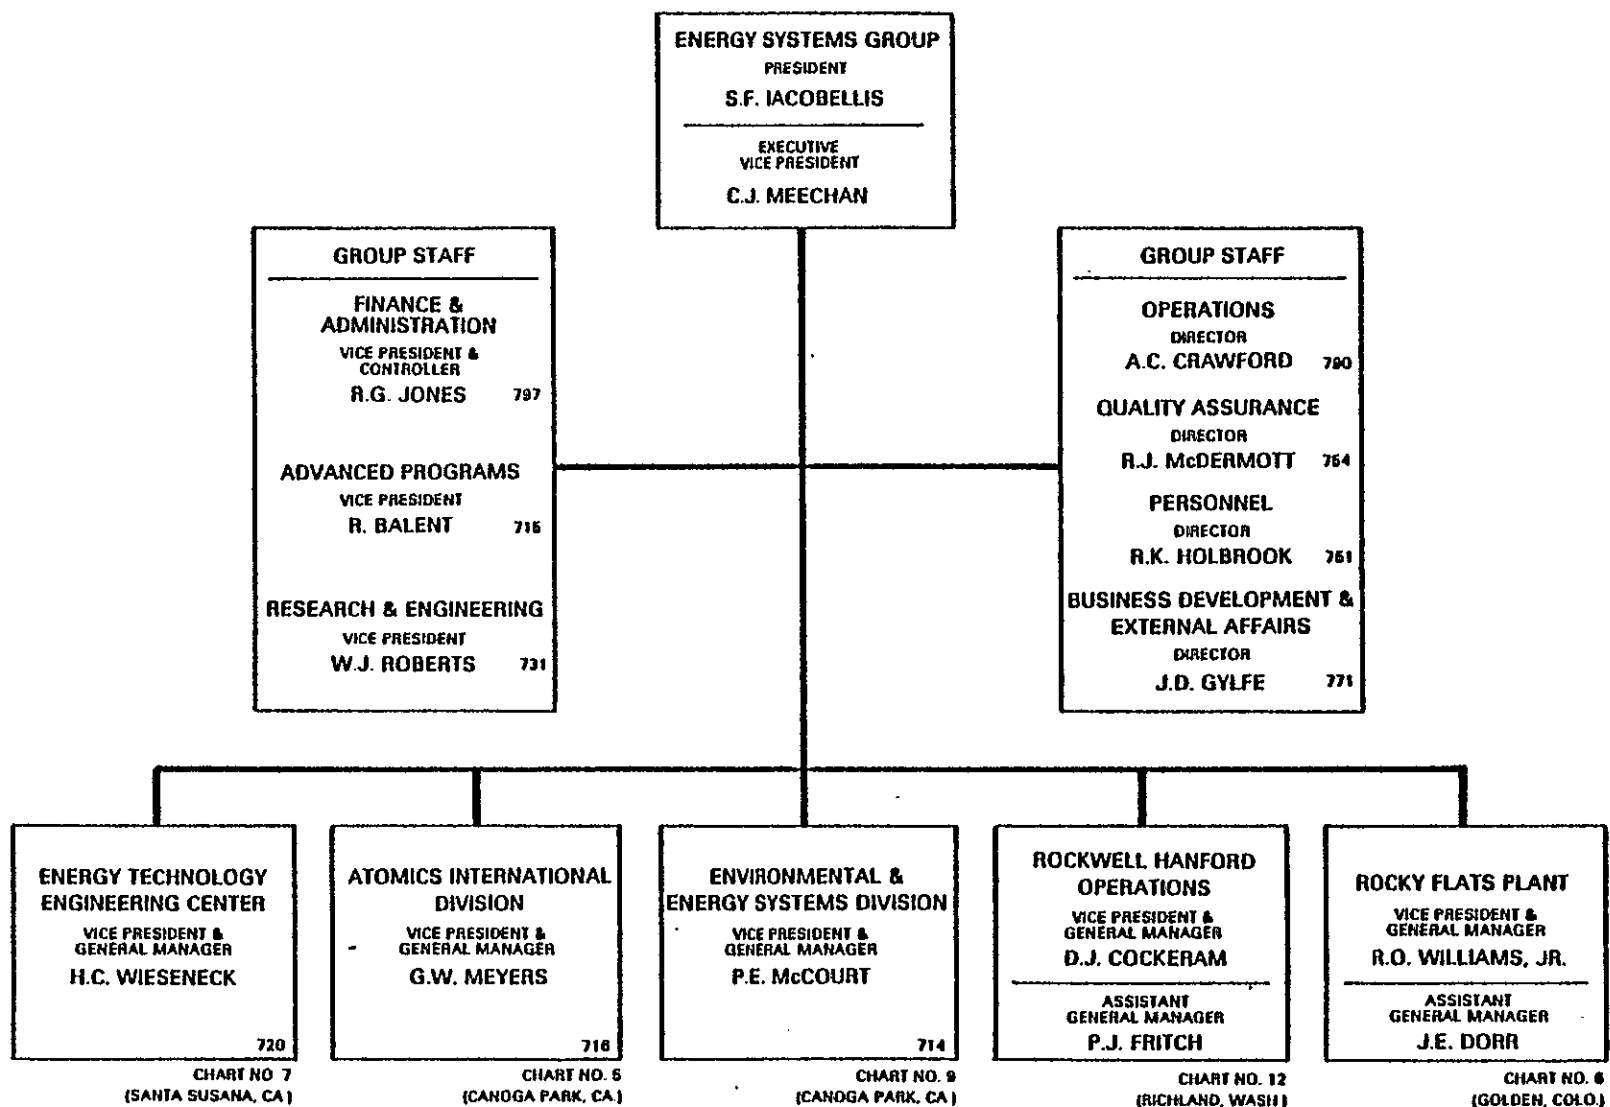 ENERGY SYSTEMS GROUP
PRESIDENT
S.F. IACOBELLIS
EXECUTIVE
VICE PRESIDENT
C.J. MEECHAN
GROUP STAFF
FINANCE &
ADMINISTRATION
VICE PRESIDENT &
CONTROLLER
R.G. JONES 797
ADVANCED PROGRAMS
VICE PRESIDENT
R. BALENT 715
RESEARCH & ENGINEERING
VICE PRESIDENT
W.J. ROBERTS 731
GROUP STAFF
OPERATIONS
DIRECTOR
A.C. CRAWFORD 790
QUALITY ASSURANCE
DIRECTOR
R.J. McDERMOTT 754
PERSONNEL
DIRECTOR
R.K. HOLBROOK 751
BUSINESS DEVELOPMENT &
EXTERNAL AFFAIRS
DIRECTOR
J.D. GYLFE 771
ENERGY TECHNOLOGY
ENGINEERING CENTER
VICE PRESIDENT &
GENERAL MANAGER
H.C. WIESENECK
720
CHART NO 7
(SANTA SUSANA, CA)
ATOMICS INTERNATIONAL
DIVISION
VICE PRESIDENT &
GENERAL MANAGER
G.W. MEYERS
716
CHART NO. 5
(CANOGA PARK, CA.)
ENVIRONMENTAL &
ENERGY SYSTEMS DIVISION
VICE PRESIDENT &
GENERAL MANAGER
P.E. McCOURT
714
CHART NO. 9
(CANOGA PARK, CA)
ROCKWELL HANFORD
OPERATIONS
VICE PRESIDENT &
GENERAL MANAGER
D.J. COCKERAM
ASSISTANT
GENERAL MANAGER
P.J. FRITCH
CHART NO. 12
(RICHLAND, WASH)
ROCKY FLATS PLANT
VICE PRESIDENT &
GENERAL MANAGER
R.O. WILLIAMS, JR.
ASSISTANT
GENERAL MANAGER
J.E. DORR
CHART NO. 6
(GOLDEN, COLO.)